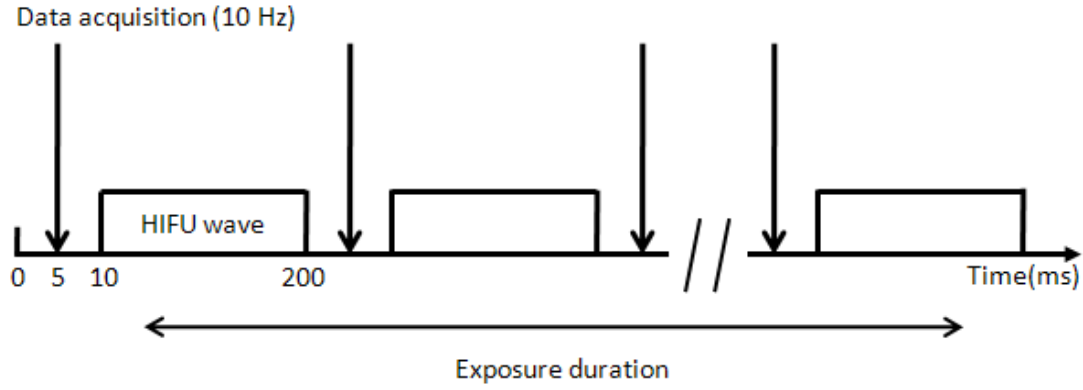 Data acquisition (10 Hz)
HIFU wave
0 5 10 200 Time(ms)
Exposure duration